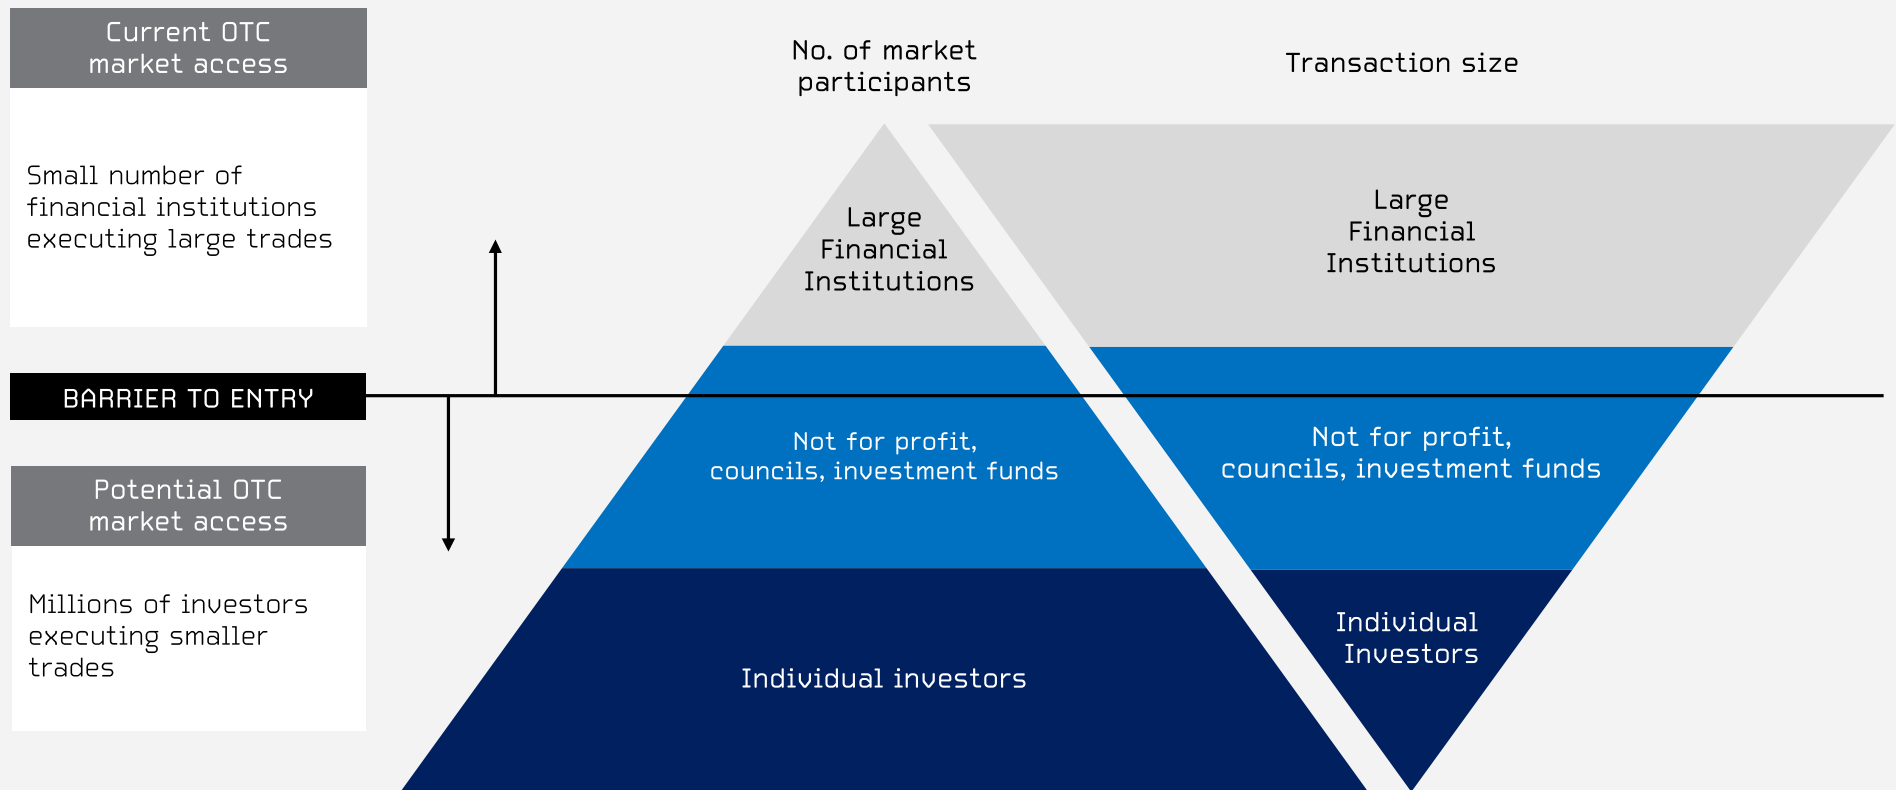 Current OTC
market access
Small number of
financial institutions
executing large trades
BARRIER TO ENTRY
Potential OTC
market access
Millions of investors
executing smaller
trades
No. of market
participants
Large
Financial
Institutions
Not for profit,
councils, investment funds
Individual investors
Transaction size
Large
Financial
Institutions
Not for profit,
councils, investment funds
Individual
Investors